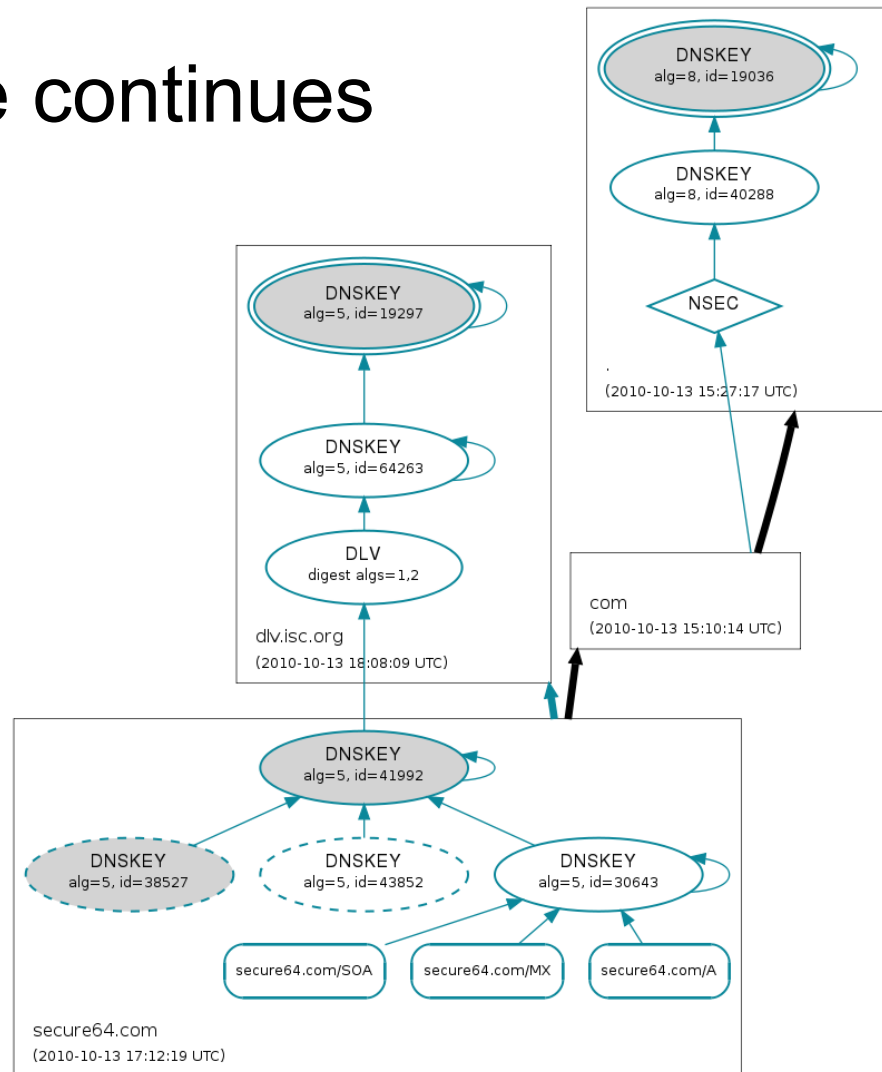 e continues
DNSKEY
alg=8, id=19036
DNSKEY
alg=8, id=40288
NSEC
.
(2010-10-13 15:27:17 UTC)
DNSKEY
alg=5, id=19297
DNSKEY
alg=5, id=64263
DLV
digest algs=1,2
dlv.isc.org
(2010-10-13 18:08:09 UTC)
com
(2010-10-13 15:10:14 UTC)
DNSKEY
alg=5, id=41992
DNSKEY
alg=5, id=38527
DNSKEY
alg=5, id=43852
DNSKEY
alg=5, id=30643
secure64.com/SOA
secure64.com/MX
secure64.com/A
secure64.com
(2010-10-13 17:12:19 UTC)